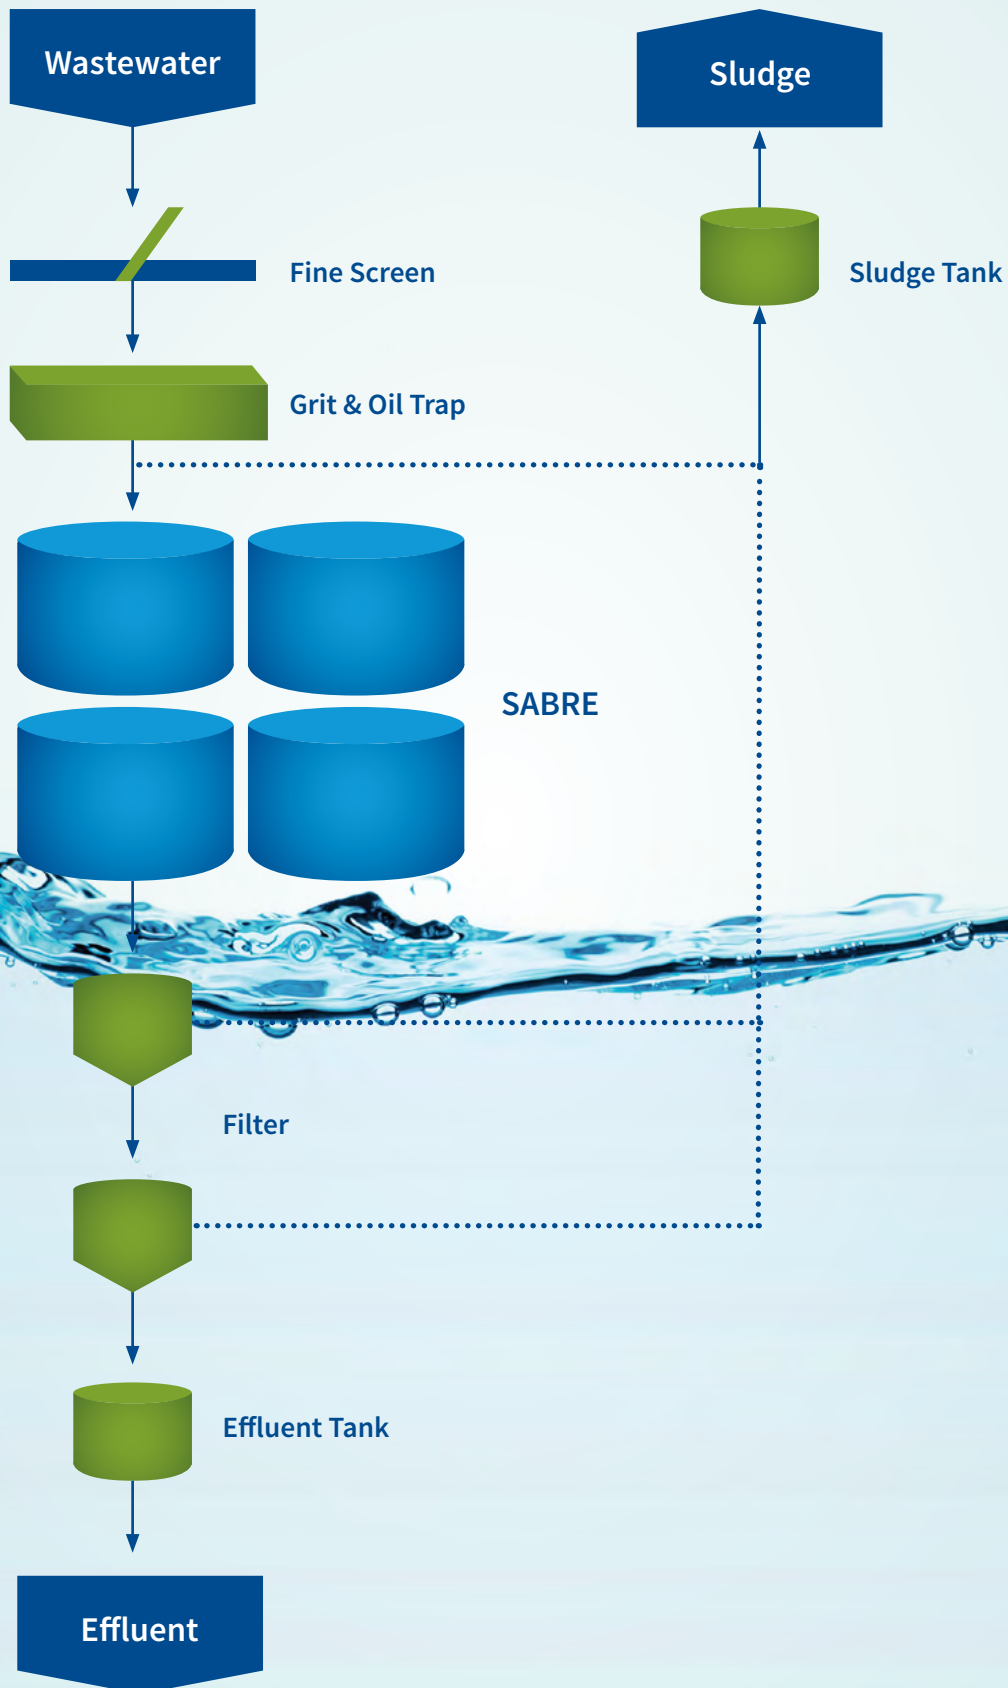 Wastewater
Sludge
Fine Screen
Sludge Tank
Grit & Oil Trap
SABRE
Filter
Effluent Tank
Effluent